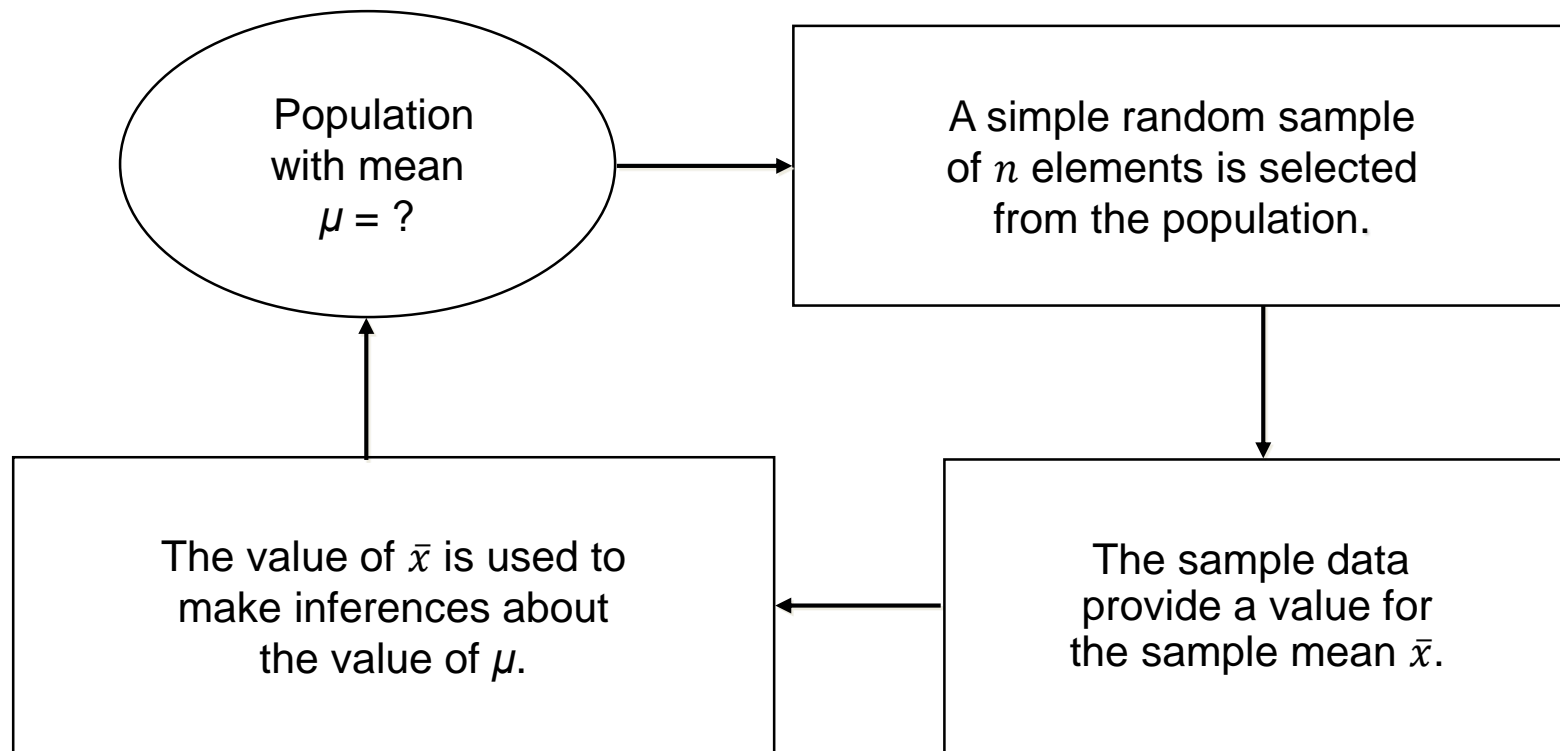 Population
with mean
μ = ?
A simple random sample
of n elements is selected
from the population.
The sample data
provide a value for
the sample mean x̄.
The value of x̄ is used to
make inferences about
the value of μ.